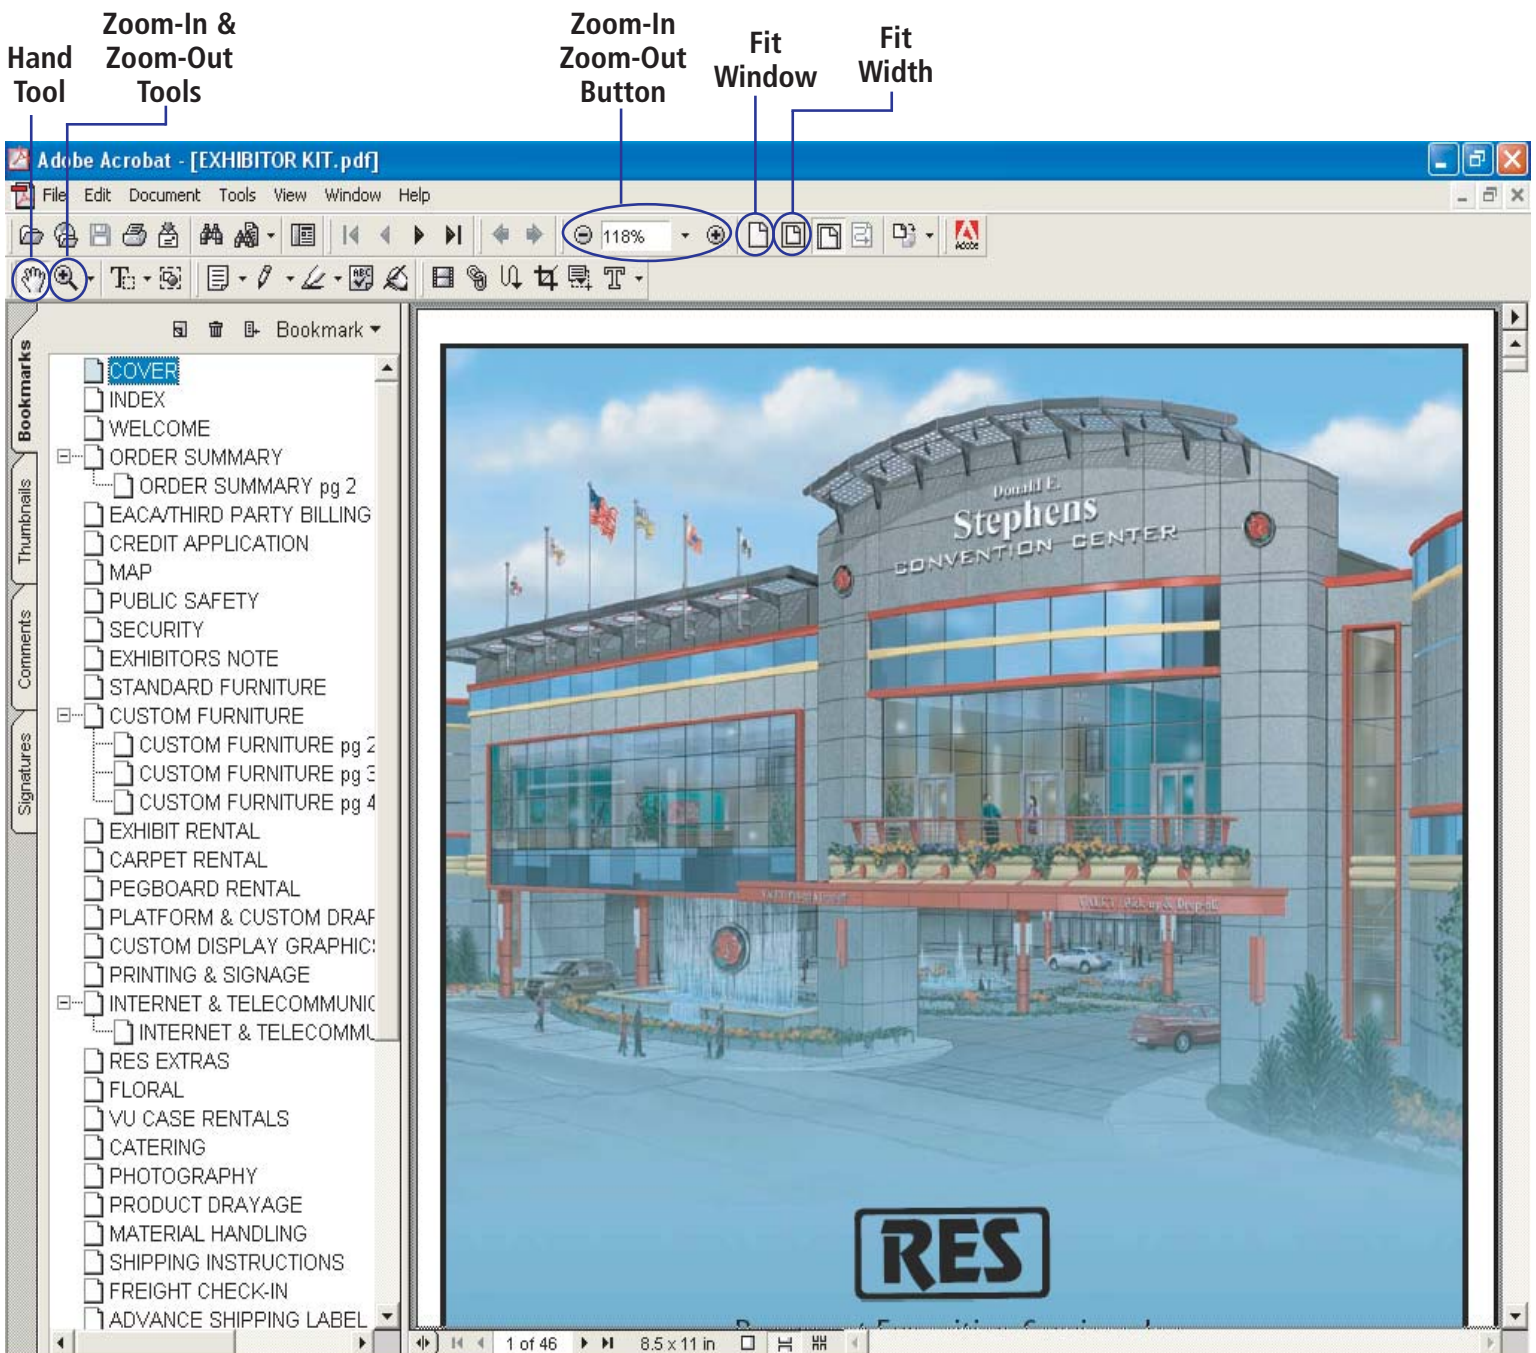 Hand
Tool
Zoom-In &
Zoom-Out
Tools
Zoom-In
Zoom-Out
Button
Fit
Window
Fit
Width
Adobe Acrobat - [EXHIBITOR KIT.pdf]
File Edit Document Tools View Window Help
118%
Adobe
Bookmark
Bookmarks
Thumbnails
Comments
Signatures
COVER
INDEX
WELCOME
ORDER SUMMARY
ORDER SUMMARY pg 2
EACA/THIRD PARTY BILLING
CREDIT APPLICATION
MAP
PUBLIC SAFETY
SECURITY
EXHIBITORS NOTE
STANDARD FURNITURE
CUSTOM FURNITURE
CUSTOM FURNITURE pg 2
CUSTOM FURNITURE pg 3
CUSTOM FURNITURE pg 4
EXHIBIT RENTAL
CARPET RENTAL
PEGBOARD RENTAL
PLATFORM & CUSTOM DRAF
CUSTOM DISPLAY GRAPHIC
PRINTING & SIGNAGE
INTERNET & TELECOMMUNIC
INTERNET & TELECOMMU
RES EXTRAS
FLORAL
VU CASE RENTALS
CATERING
PHOTOGRAPHY
PRODUCT DRAYAGE
MATERIAL HANDLING
SHIPPING INSTRUCTIONS
FREIGHT CHECK-IN
ADVANCE SHIPPING LABEL
Donald E.
Stephens
CONVENTION CENTER
VALET Pick up & Drop-off
RES
1 of 46 8.5 x 11 in